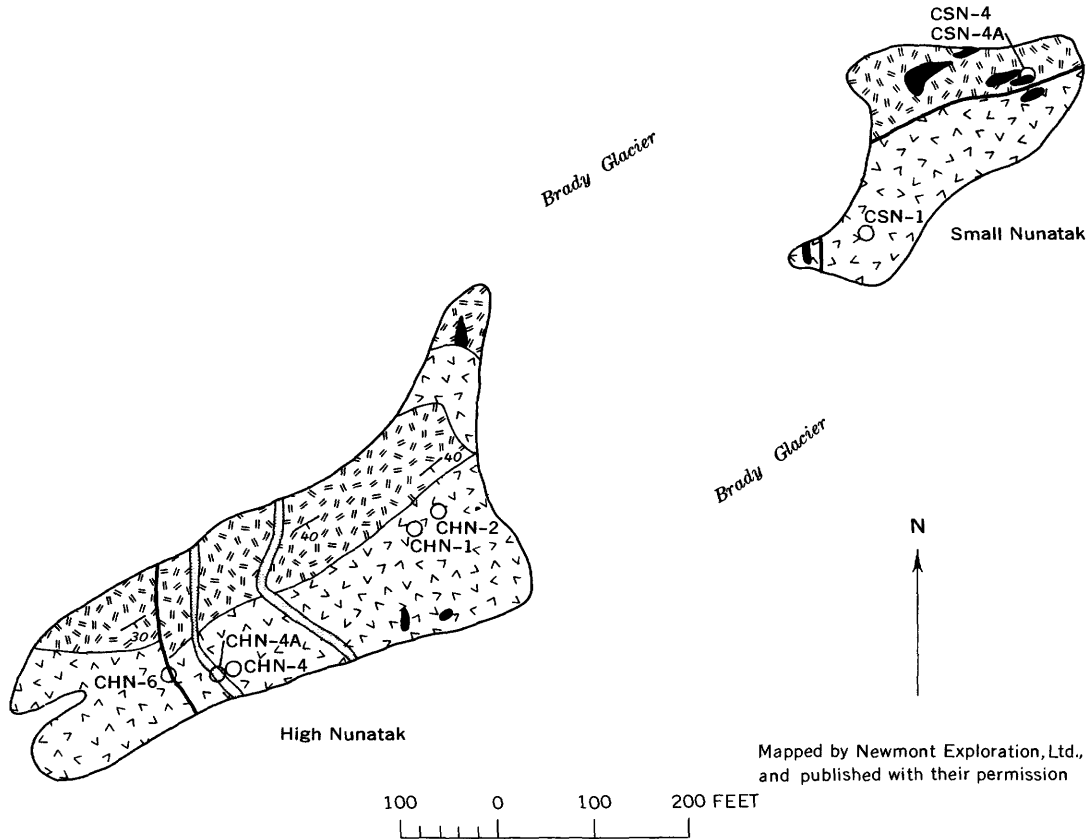 CSN-4
CSN-4A
Brady Glacier
CSN-1
Small Nunatak
40
Brady Glacier
CHN-2
40
CHN-1
N
30
CHN-4A
CHN-4
CHN-6
High Nunatak
Mapped by Newmont Exploration, Ltd.,
and published with their permission
100 0 100 200 FEET